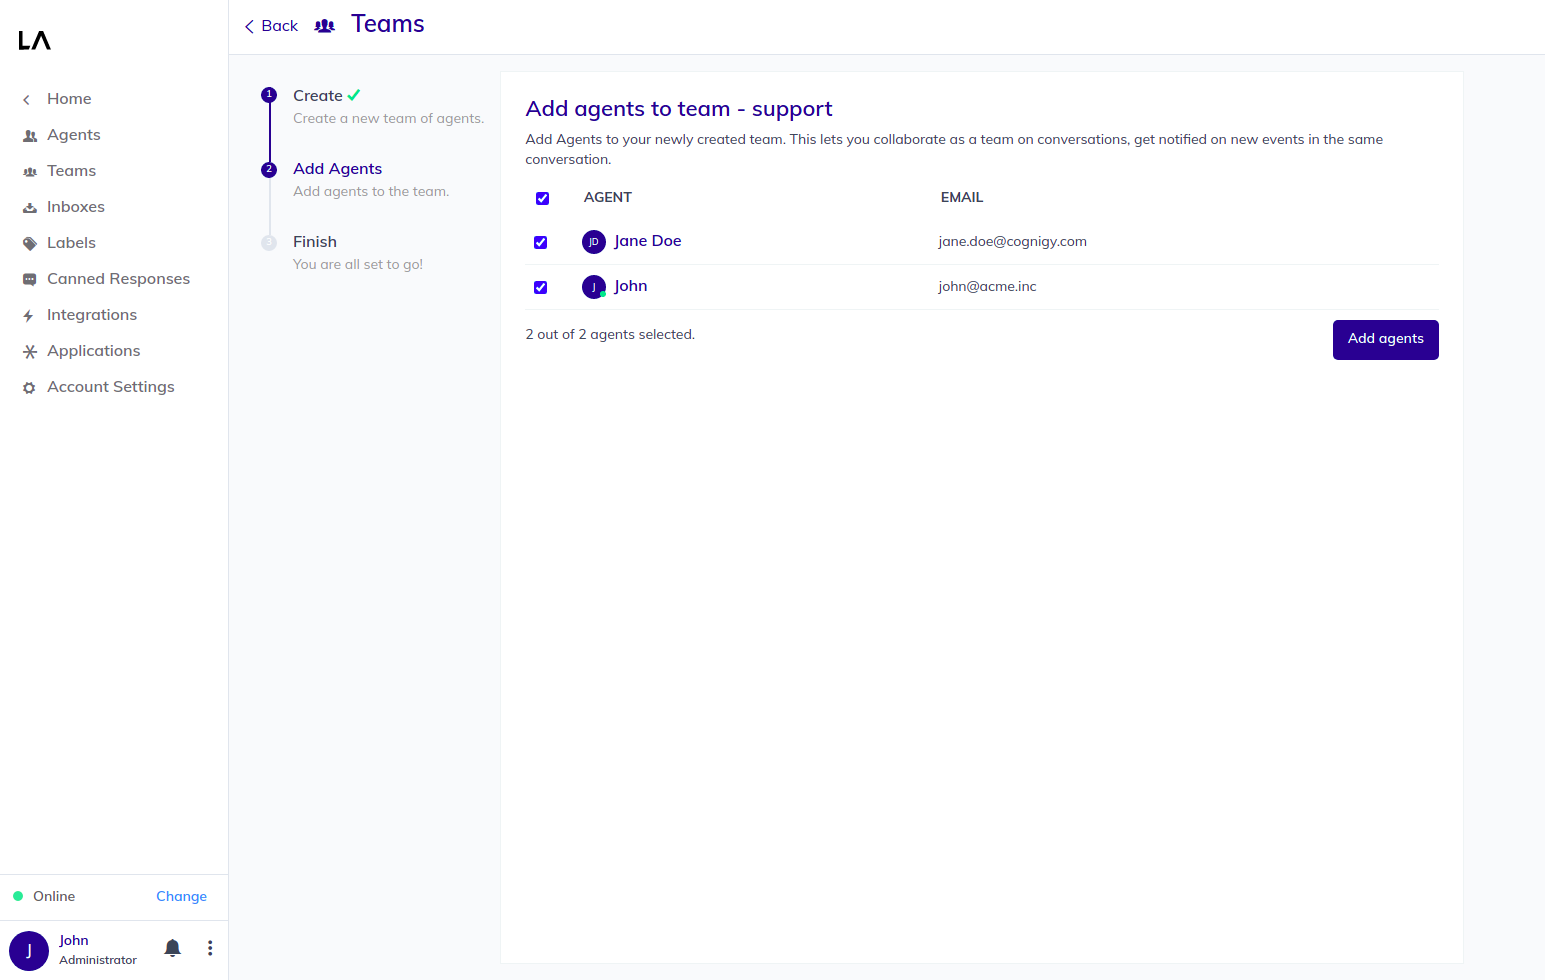 LA
Home
Agents
Teams
Inboxes
Labels
Canned Responses
Integrations
Applications
Account Settings
Online Change
J
John
Administrator
Back Teams
1 Create
Create a new team of agents.
2 Add Agents
Add agents to the team.
3 Finish
You are all set to go!
Add agents to team - support
Add Agents to your newly created team. This lets you collaborate as a team on conversations, get notified on new events in the same
conversation.
AGENT EMAIL
JD Jane Doe jane.doe@cognigy.com
J John john@acme.inc
2 out of 2 agents selected. Add agents